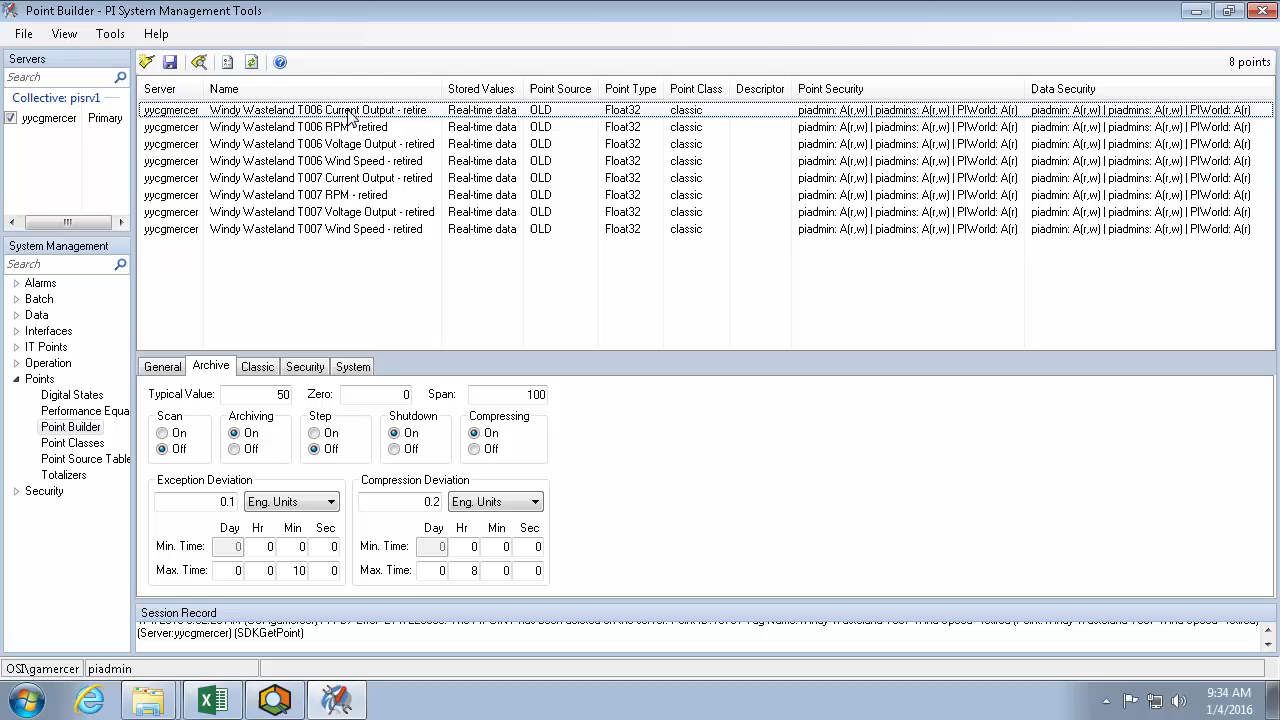 Point Builder - PI System Management Tools
File View Tools Help
Servers
Search
Collective: pisrv1
yycgmercer Primary
8 points
Server Name Stored Values Point Source Point Type Point Class Descriptor Point Security Data Security
yycgmercer Windy Wasteland T006 Current Output - retire Real-time data OLD Float32 classic piadmin: A(r,w) | piadmins: A(r,w) | PIWorld: A(r) piadmin: A(r,w) | piadmins: A(r,w) | PIWorld: A(r)
yycgmercer Windy Wasteland T006 RPM - retired Real-time data OLD Float32 classic piadmin: A(r,w) | piadmins: A(r,w) | PIWorld: A(r) piadmin: A(r,w) | piadmins: A(r,w) | PIWorld: A(r)
yycgmercer Windy Wasteland T006 Voltage Output - retired Real-time data OLD Float32 classic piadmin: A(r,w) | piadmins: A(r,w) | PIWorld: A(r) piadmin: A(r,w) | piadmins: A(r,w) | PIWorld: A(r)
yycgmercer Windy Wasteland T006 Wind Speed - retired Real-time data OLD Float32 classic piadmin: A(r,w) | piadmins: A(r,w) | PIWorld: A(r) piadmin: A(r,w) | piadmins: A(r,w) | PIWorld: A(r)
yycgmercer Windy Wasteland T007 Current Output - retired Real-time data OLD Float32 classic piadmin: A(r,w) | piadmins: A(r,w) | PIWorld: A(r) piadmin: A(r,w) | piadmins: A(r,w) | PIWorld: A(r)
yycgmercer Windy Wasteland T007 RPM - retired Real-time data OLD Float32 classic piadmin: A(r,w) | piadmins: A(r,w) | PIWorld: A(r) piadmin: A(r,w) | piadmins: A(r,w) | PIWorld: A(r)
yycgmercer Windy Wasteland T007 Voltage Output - retired Real-time data OLD Float32 classic piadmin: A(r,w) | piadmins: A(r,w) | PIWorld: A(r) piadmin: A(r,w) | piadmins: A(r,w) | PIWorld: A(r)
yycgmercer Windy Wasteland T007 Wind Speed - retired Real-time data OLD Float32 classic piadmin: A(r,w) | piadmins: A(r,w) | PIWorld: A(r) piadmin: A(r,w) | piadmins: A(r,w) | PIWorld: A(r)
System Management
Search
Alarms
Batch
Data
Interfaces
IT Points
Operation
Points
Digital States
Performance Equa
Point Builder
Point Classes
Point Source Table
Totalizers
Security
General Archive Classic Security System
Typical Value: 50 Zero: 0 Span: 100
Scan Archiving Step Shutdown Compressing
On On On On On
Off Off Off Off Off
Exception Deviation Compression Deviation
0.1 Eng. Units 0.2 Eng. Units
Day Hr Min Sec Day Hr Min Sec
Min. Time: 0 0 0 0 Min. Time: 0 0 0 0
Max. Time: 0 0 10 0 Max. Time: 0 8 0 0
Session Record
(Server:yycgmercer) (SDKGetPoint)
OSI\gamercer piadmin
9:34 AM
1/4/2016